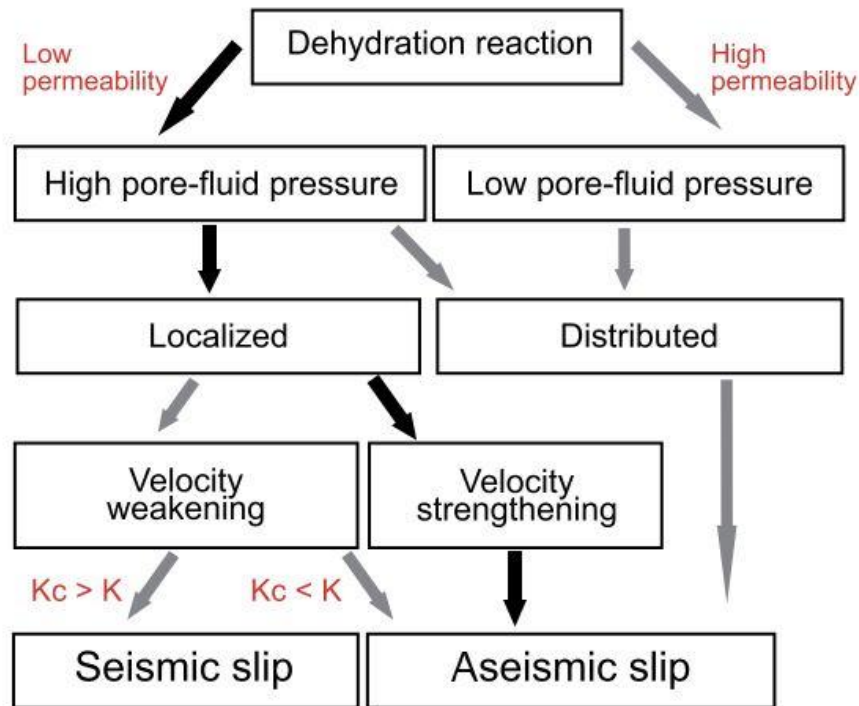 Dehydration reaction
Low
permeability
High
permeability
High pore-fluid pressure
Low pore-fluid pressure
Localized
Distributed
Velocity
weakening
Velocity
strengthening
Kc > K
Kc < K
Seismic slip
Aseismic slip